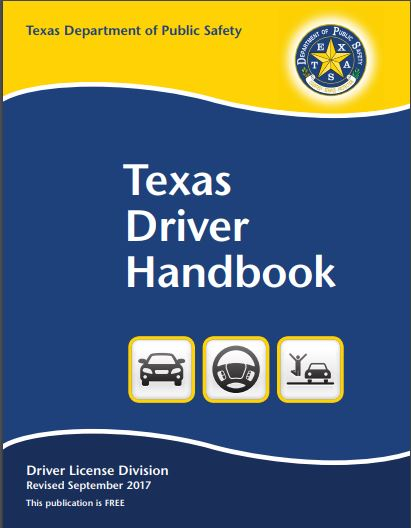 Texas Department of Public Safety
DEPARTMENT OF PUBLIC SAFETY
TEXAS
Texas
Driver
Handbook
Driver License Division
Revised September 2017
This publication is FREE